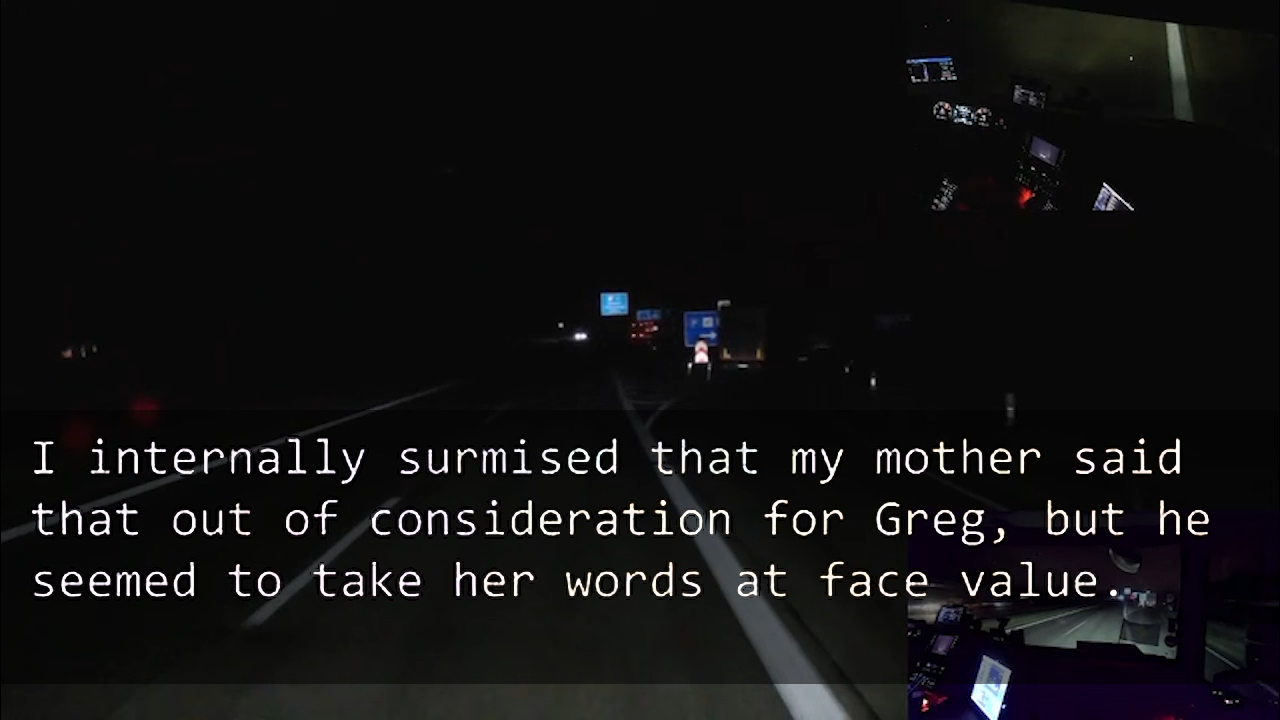 I internally surmised that my mother said
that out of consideration for Greg, but he
seemed to take her words at face value.